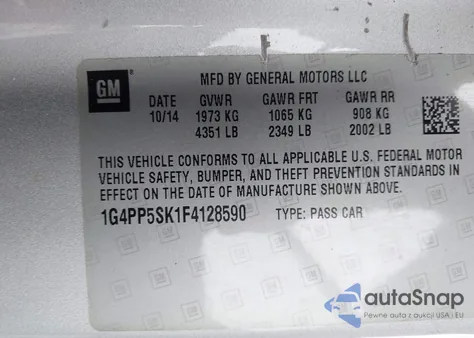 GM
MFD BY GENERAL MOTORS LLC
DATE GVWR GAWR FRT GAWR RR
10/14 1973 KG 1065 KG 908 KG
4351 LB 2349 LB 2002 LB
THIS VEHICLE CONFORMS TO ALL APPLICABLE U.S. FEDERAL MOTOR
VEHICLE SAFETY, BUMPER, AND THEFT PREVENTION STANDARDS IN
EFFECT ON THE DATE OF MANUFACTURE SHOWN ABOVE.
1G4PP5SK1F4128590 TYPE: PASS CAR
autoSnap
Pewne auta z aukcji USA i EU